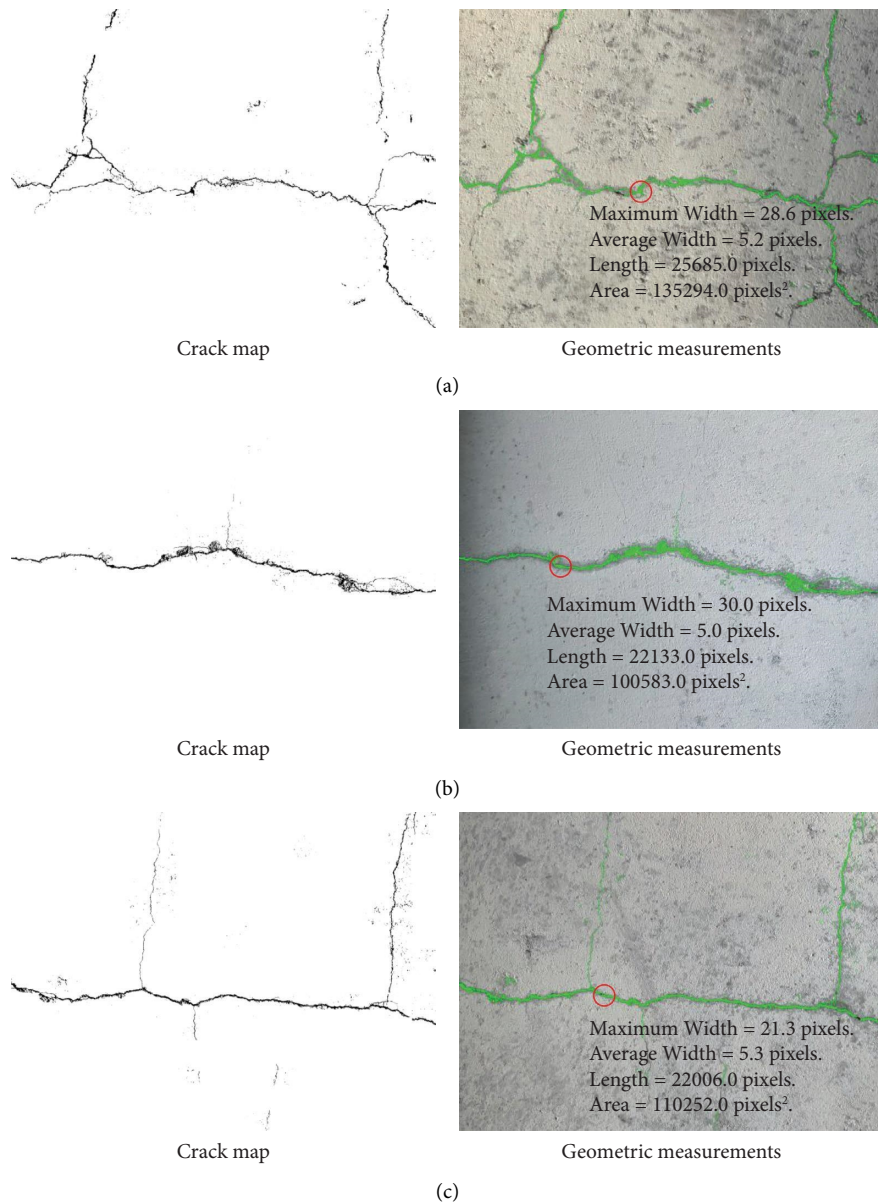 Maximum Width = 28.6 pixels.
Average Width = 5.2 pixels.
Length = 25685.0 pixels.
Area = 135294.0 pixels².
Crack map
Geometric measurements
(a)
Maximum Width = 30.0 pixels.
Average Width = 5.0 pixels.
Length = 22133.0 pixels.
Area = 100583.0 pixels².
Crack map
Geometric measurements
(b)
Maximum Width = 21.3 pixels.
Average Width = 5.3 pixels.
Length = 22006.0 pixels.
Area = 110252.0 pixels².
Crack map
Geometric measurements
(c)